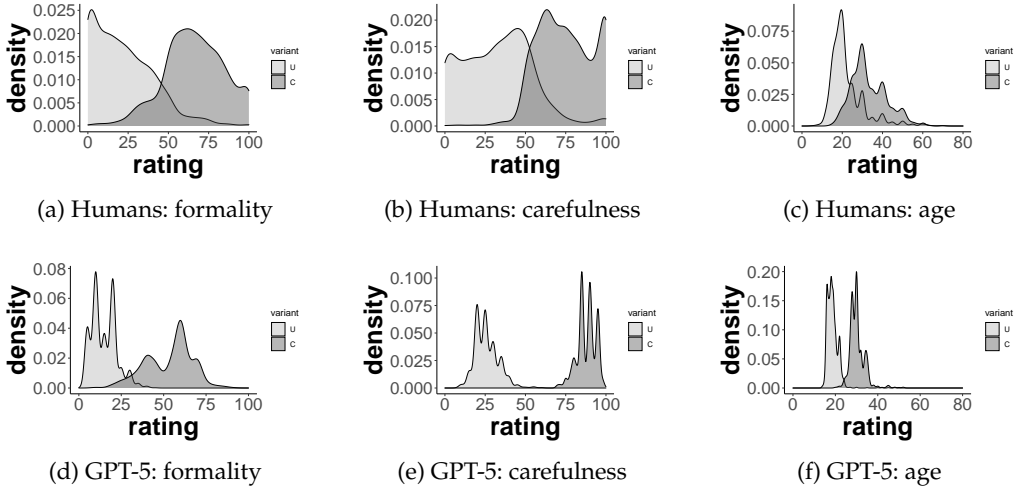 density
0.025
0.020
0.015
0.010
0.005
0.000
0 25 50 75 100
rating
variant
U
C
(a) Humans: formality
density
0.020
0.015
0.010
0.005
0.000
0 25 50 75 100
rating
variant
U
C
(b) Humans: carefulness
density
0.075
0.050
0.025
0.000
0 20 40 60 80
rating
variant
U
C
(c) Humans: age
density
0.08
0.06
0.04
0.02
0.00
0 25 50 75 100
rating
variant
U
C
(d) GPT-5: formality
density
0.100
0.075
0.050
0.025
0.000
0 25 50 75 100
rating
variant
U
C
(e) GPT-5: carefulness
density
0.20
0.15
0.10
0.05
0.00
0 20 40 60 80
rating
variant
U
C
(f) GPT-5: age